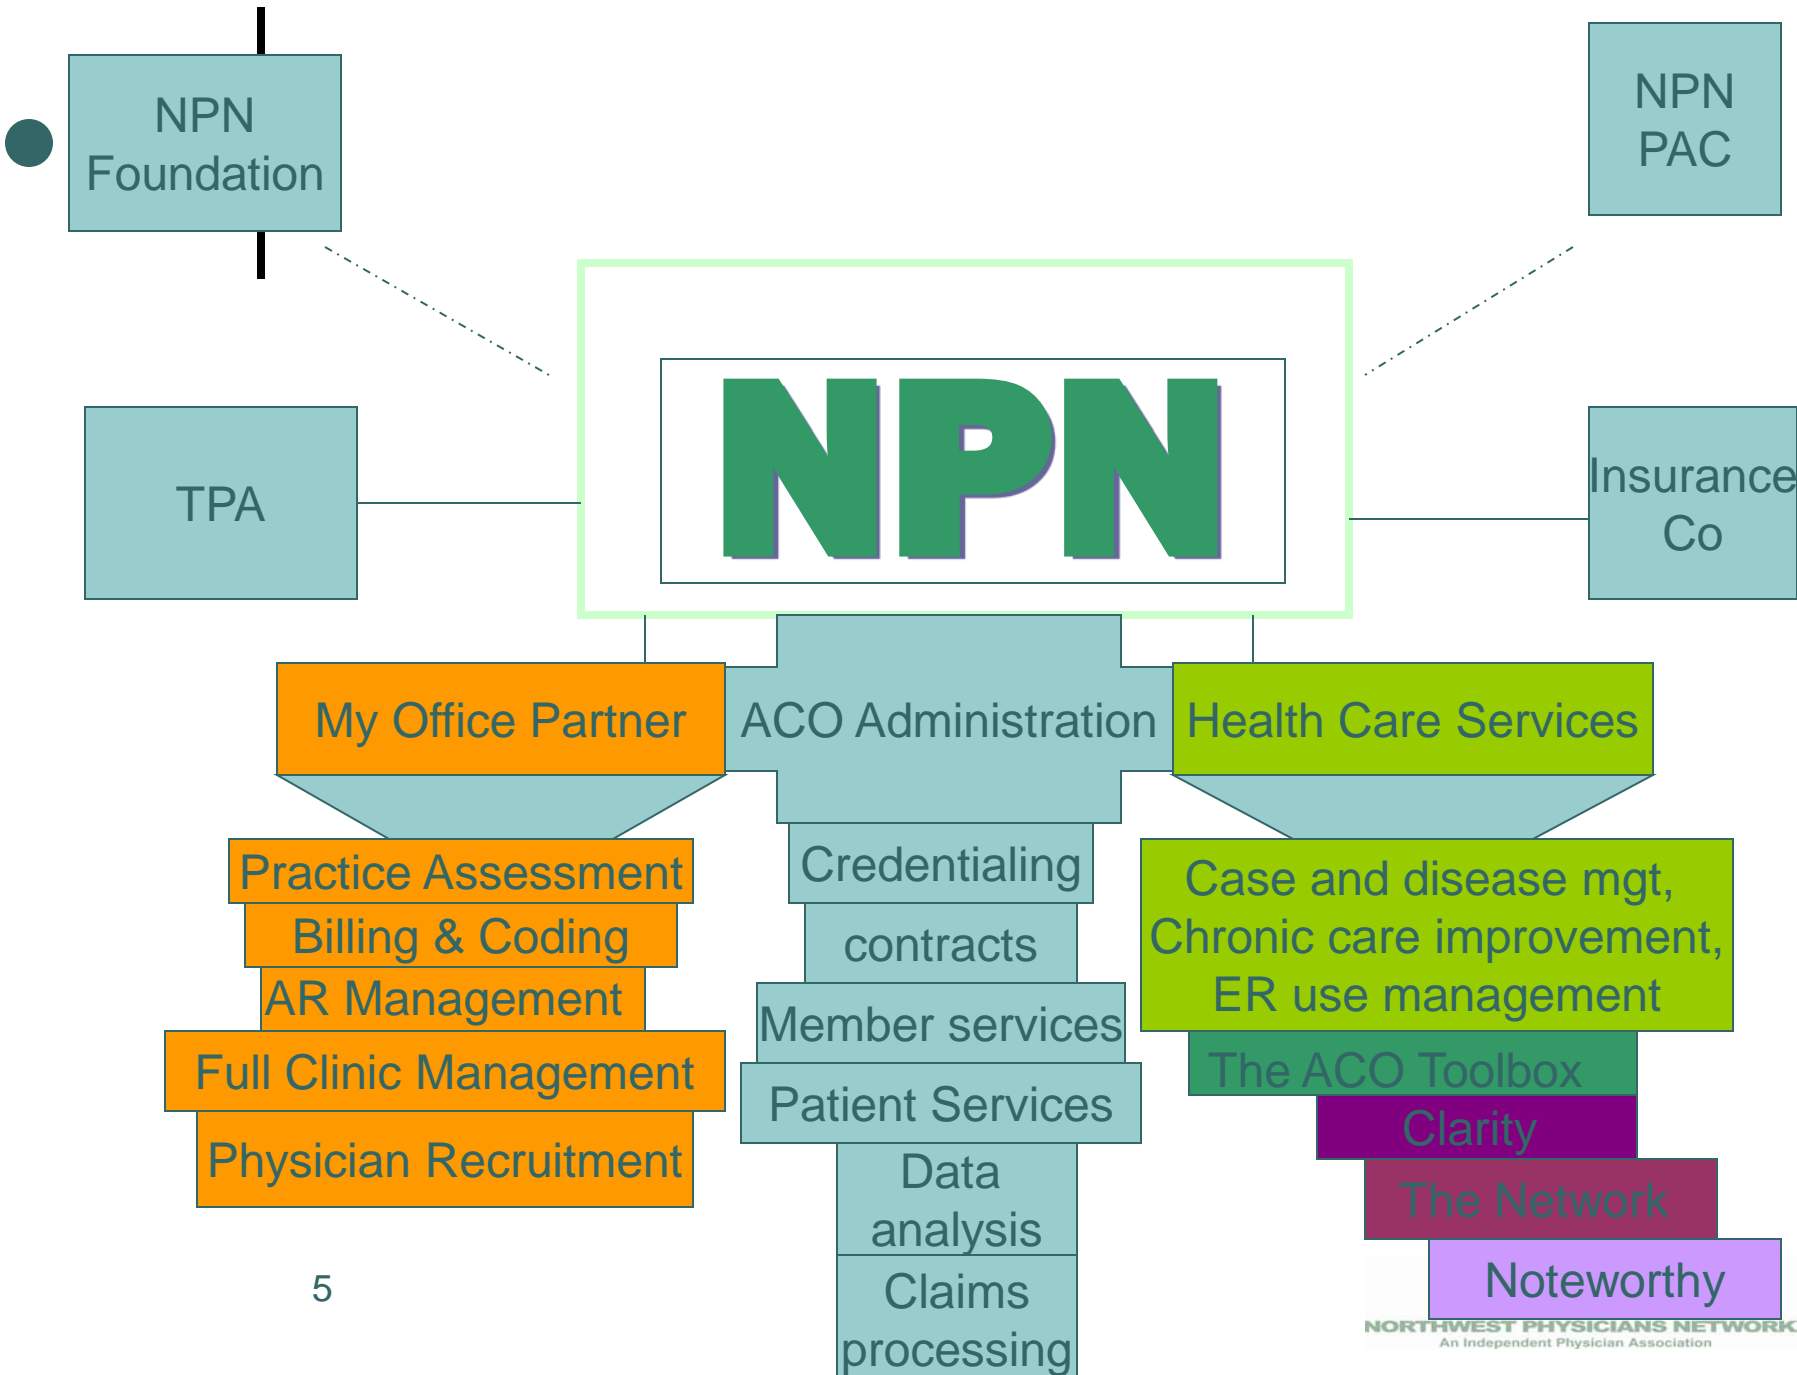 NPN
Foundation
NPN
PAC
NPN
TPA
Insurance
Co
My Office Partner
ACO Administration
Health Care Services
Practice Assessment
Billing & Coding
AR Management
Full Clinic Management
Physician Recruitment
Credentialing
contracts
Member services
Patient Services
Data
analysis
Claims
processing
Case and disease mgt,
Chronic care improvement,
ER use management
The ACO Toolbox
Clarity
The Network
Noteworthy
5
NORTHWEST PHYSICIANS NETWORK
An Independent Physician Association